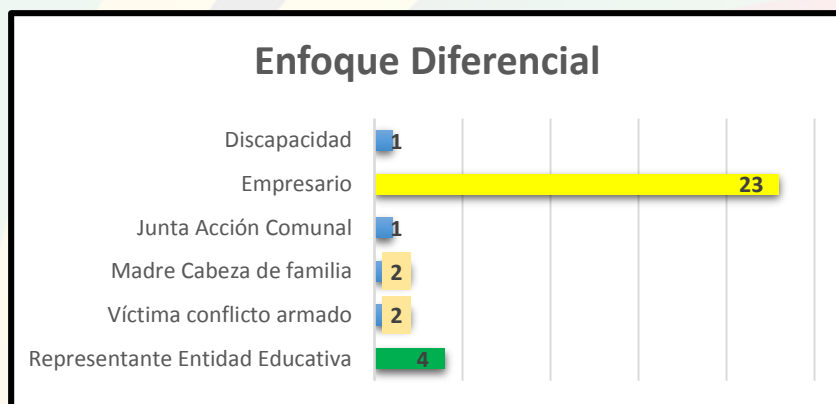 Enfoque Diferencial
Discapacidad 1
Empresario 23
Junta Acción Comunal 1
Madre Cabeza de familia 2
Víctima conflicto armado 2
Representante Entidad Educativa 4